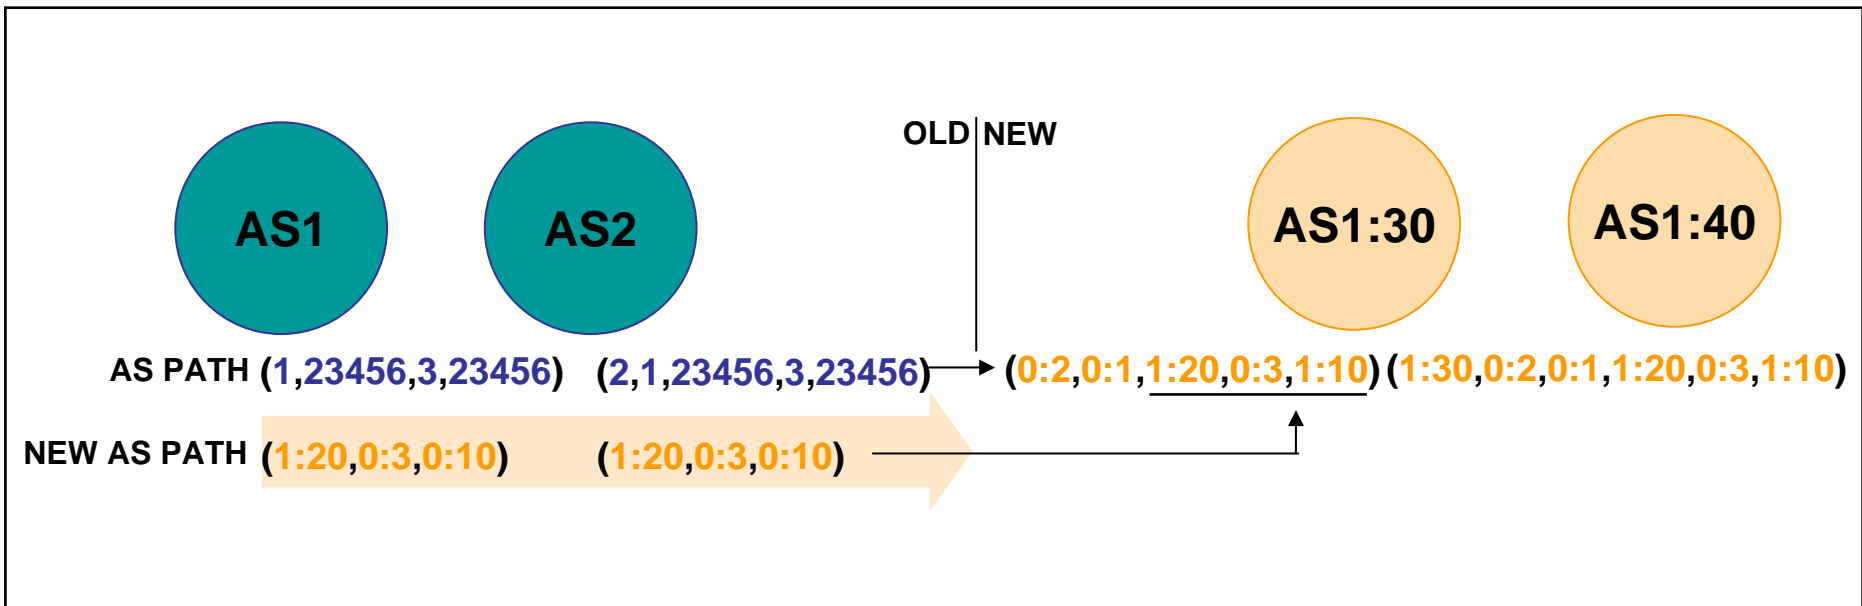 OLD NEW
AS1 AS2 AS1:30 AS1:40
AS PATH (1,23456,3,23456) (2,1,23456,3,23456) (0:2,0:1,1:20,0:3,1:10) (1:30,0:2,0:1,1:20,0:3,1:10)
NEW AS PATH (1:20,0:3,0:10) (1:20,0:3,0:10)